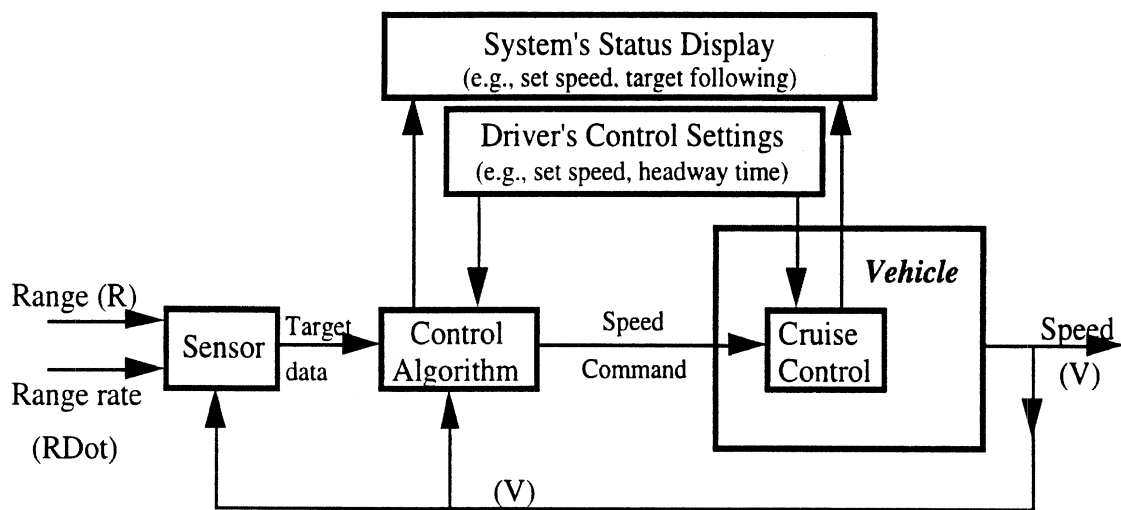 System's Status Display
(e.g., set speed, target following)
Driver's Control Settings
(e.g., set speed, headway time)
Vehicle
Range (R)
Range rate
(RDot)
Sensor
Target
data
Control
Algorithm
Speed
Command
Cruise
Control
Speed
(V)
(V)